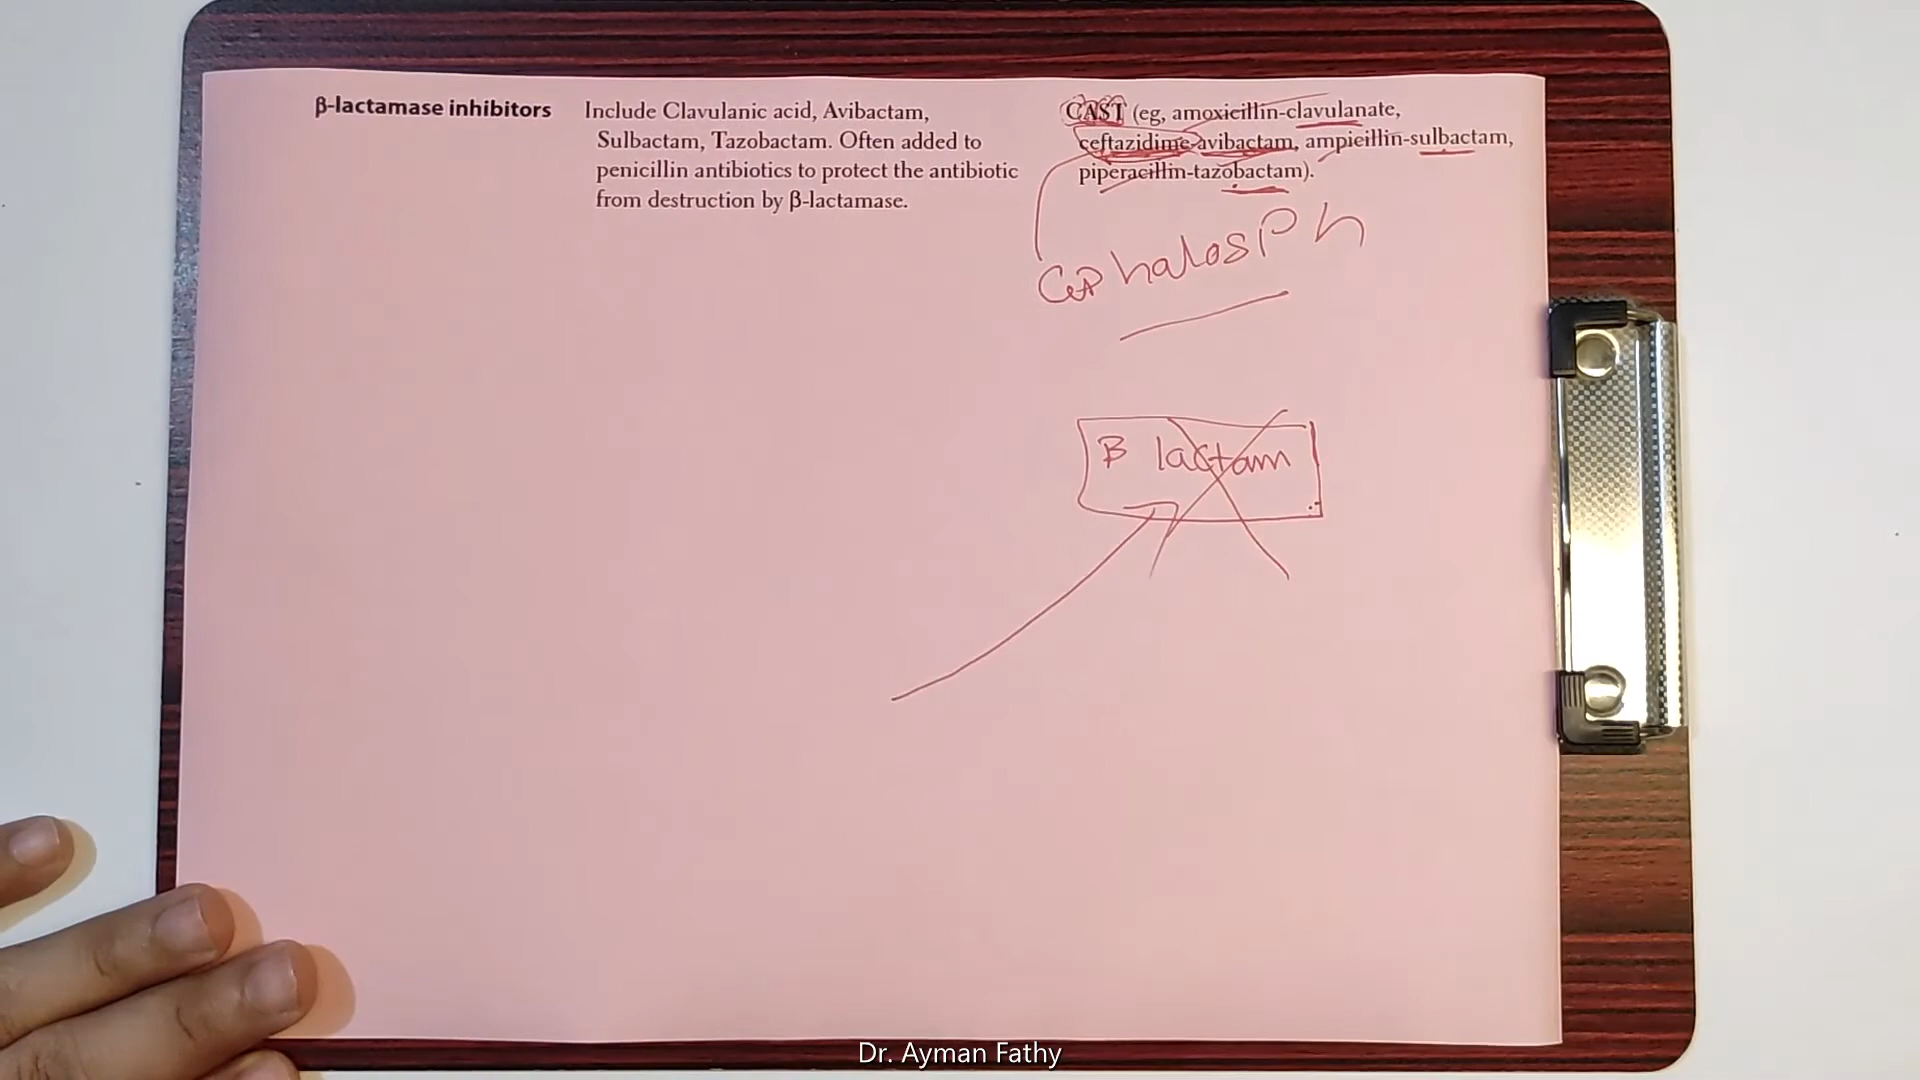 β-lactamase inhibitors
Include Clavulanic acid, Avibactam,
Sulbactam, Tazobactam. Often added to
penicillin antibiotics to protect the antibiotic
from destruction by β-lactamase.
CAST (eg, amoxicillin-clavulanate,
ceftazidime-avibactam, ampicillin-sulbactam,
piperacillin-tazobactam).
CephalosPh
B lactam
Dr. Ayman Fathy